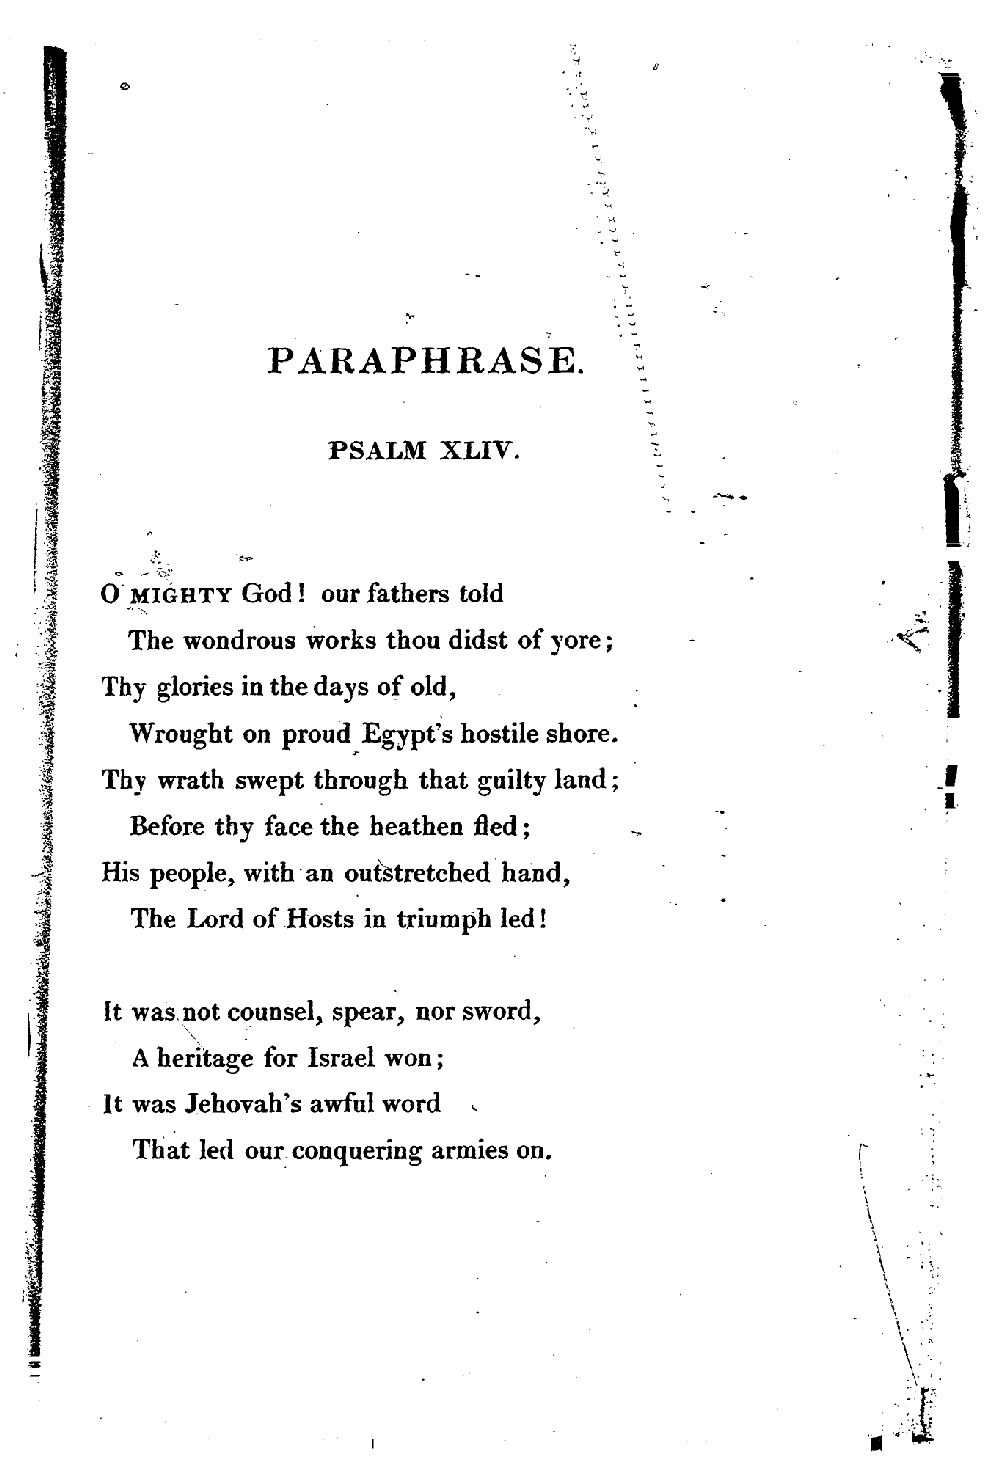 PARAPHRASE.
PSALM XLIV.
O MIGHTY God! our fathers told
The wondrous works thou didst of yore;
Thy glories in the days of old,
Wrought on proud Egypt's hostile shore.
Thy wrath swept through that guilty land;
Before thy face the heathen fled;
His people, with an outstretched hand,
The Lord of Hosts in triumph led!
It was not counsel, spear, nor sword,
A heritage for Israel won;
It was Jehovah's awful word
That led our conquering armies on.